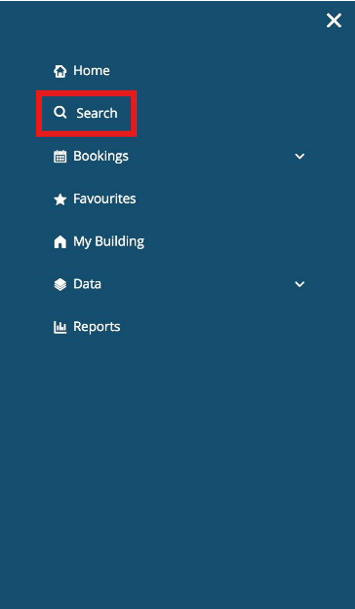 Home
Search
Bookings
Favourites
My Building
Data
Reports